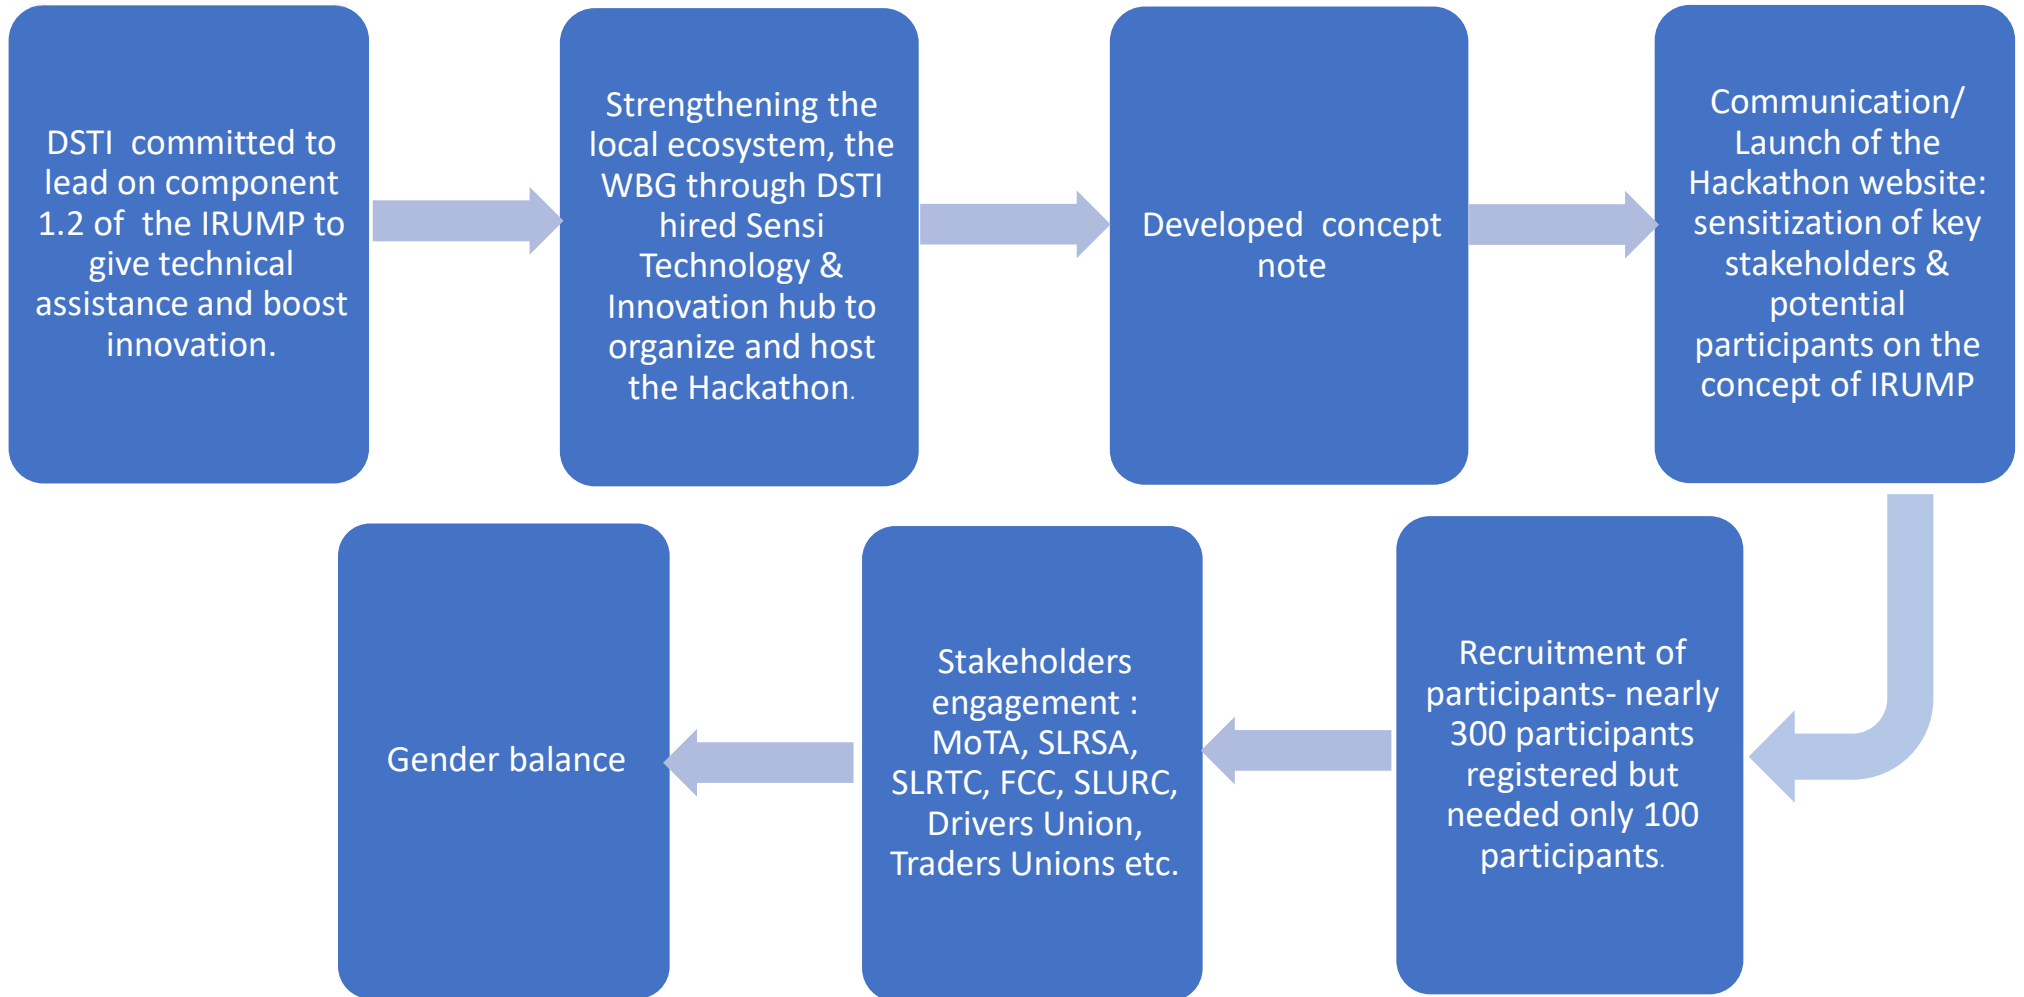 DSTI  committed to
lead on component
1.2 of  the IRUMP to
give technical
assistance and boost
innovation.
Strengthening the
local ecosystem, the
WBG through DSTI
hired Sensi
Technology &
Innovation hub to
organize and host
the Hackathon.
Developed  concept
note
Communication/
Launch of the
Hackathon website:
sensitization of key
stakeholders &
potential
participants on the
concept of IRUMP
Recruitment of
participants- nearly
300 participants
registered but
needed only 100
participants.
Stakeholders
engagement :
MoTA, SLRSA,
SLRTC, FCC, SLURC,
Drivers Union,
Traders Unions etc.
Gender balance